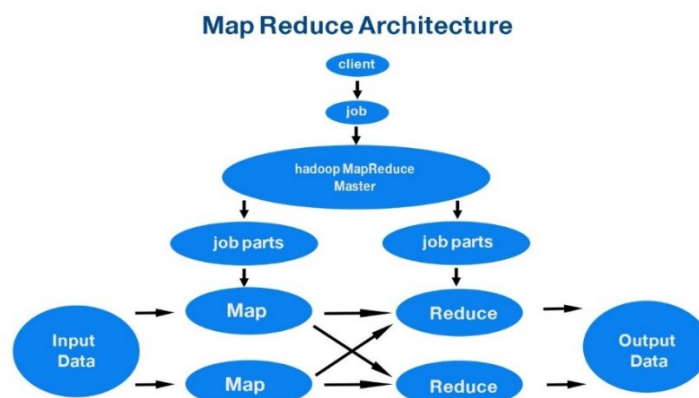 Map Reduce Architecture
client
job
hadoop MapReduce
Master
job parts
job parts
Map
Reduce
Input
Data
Output
Data
Map
Reduce